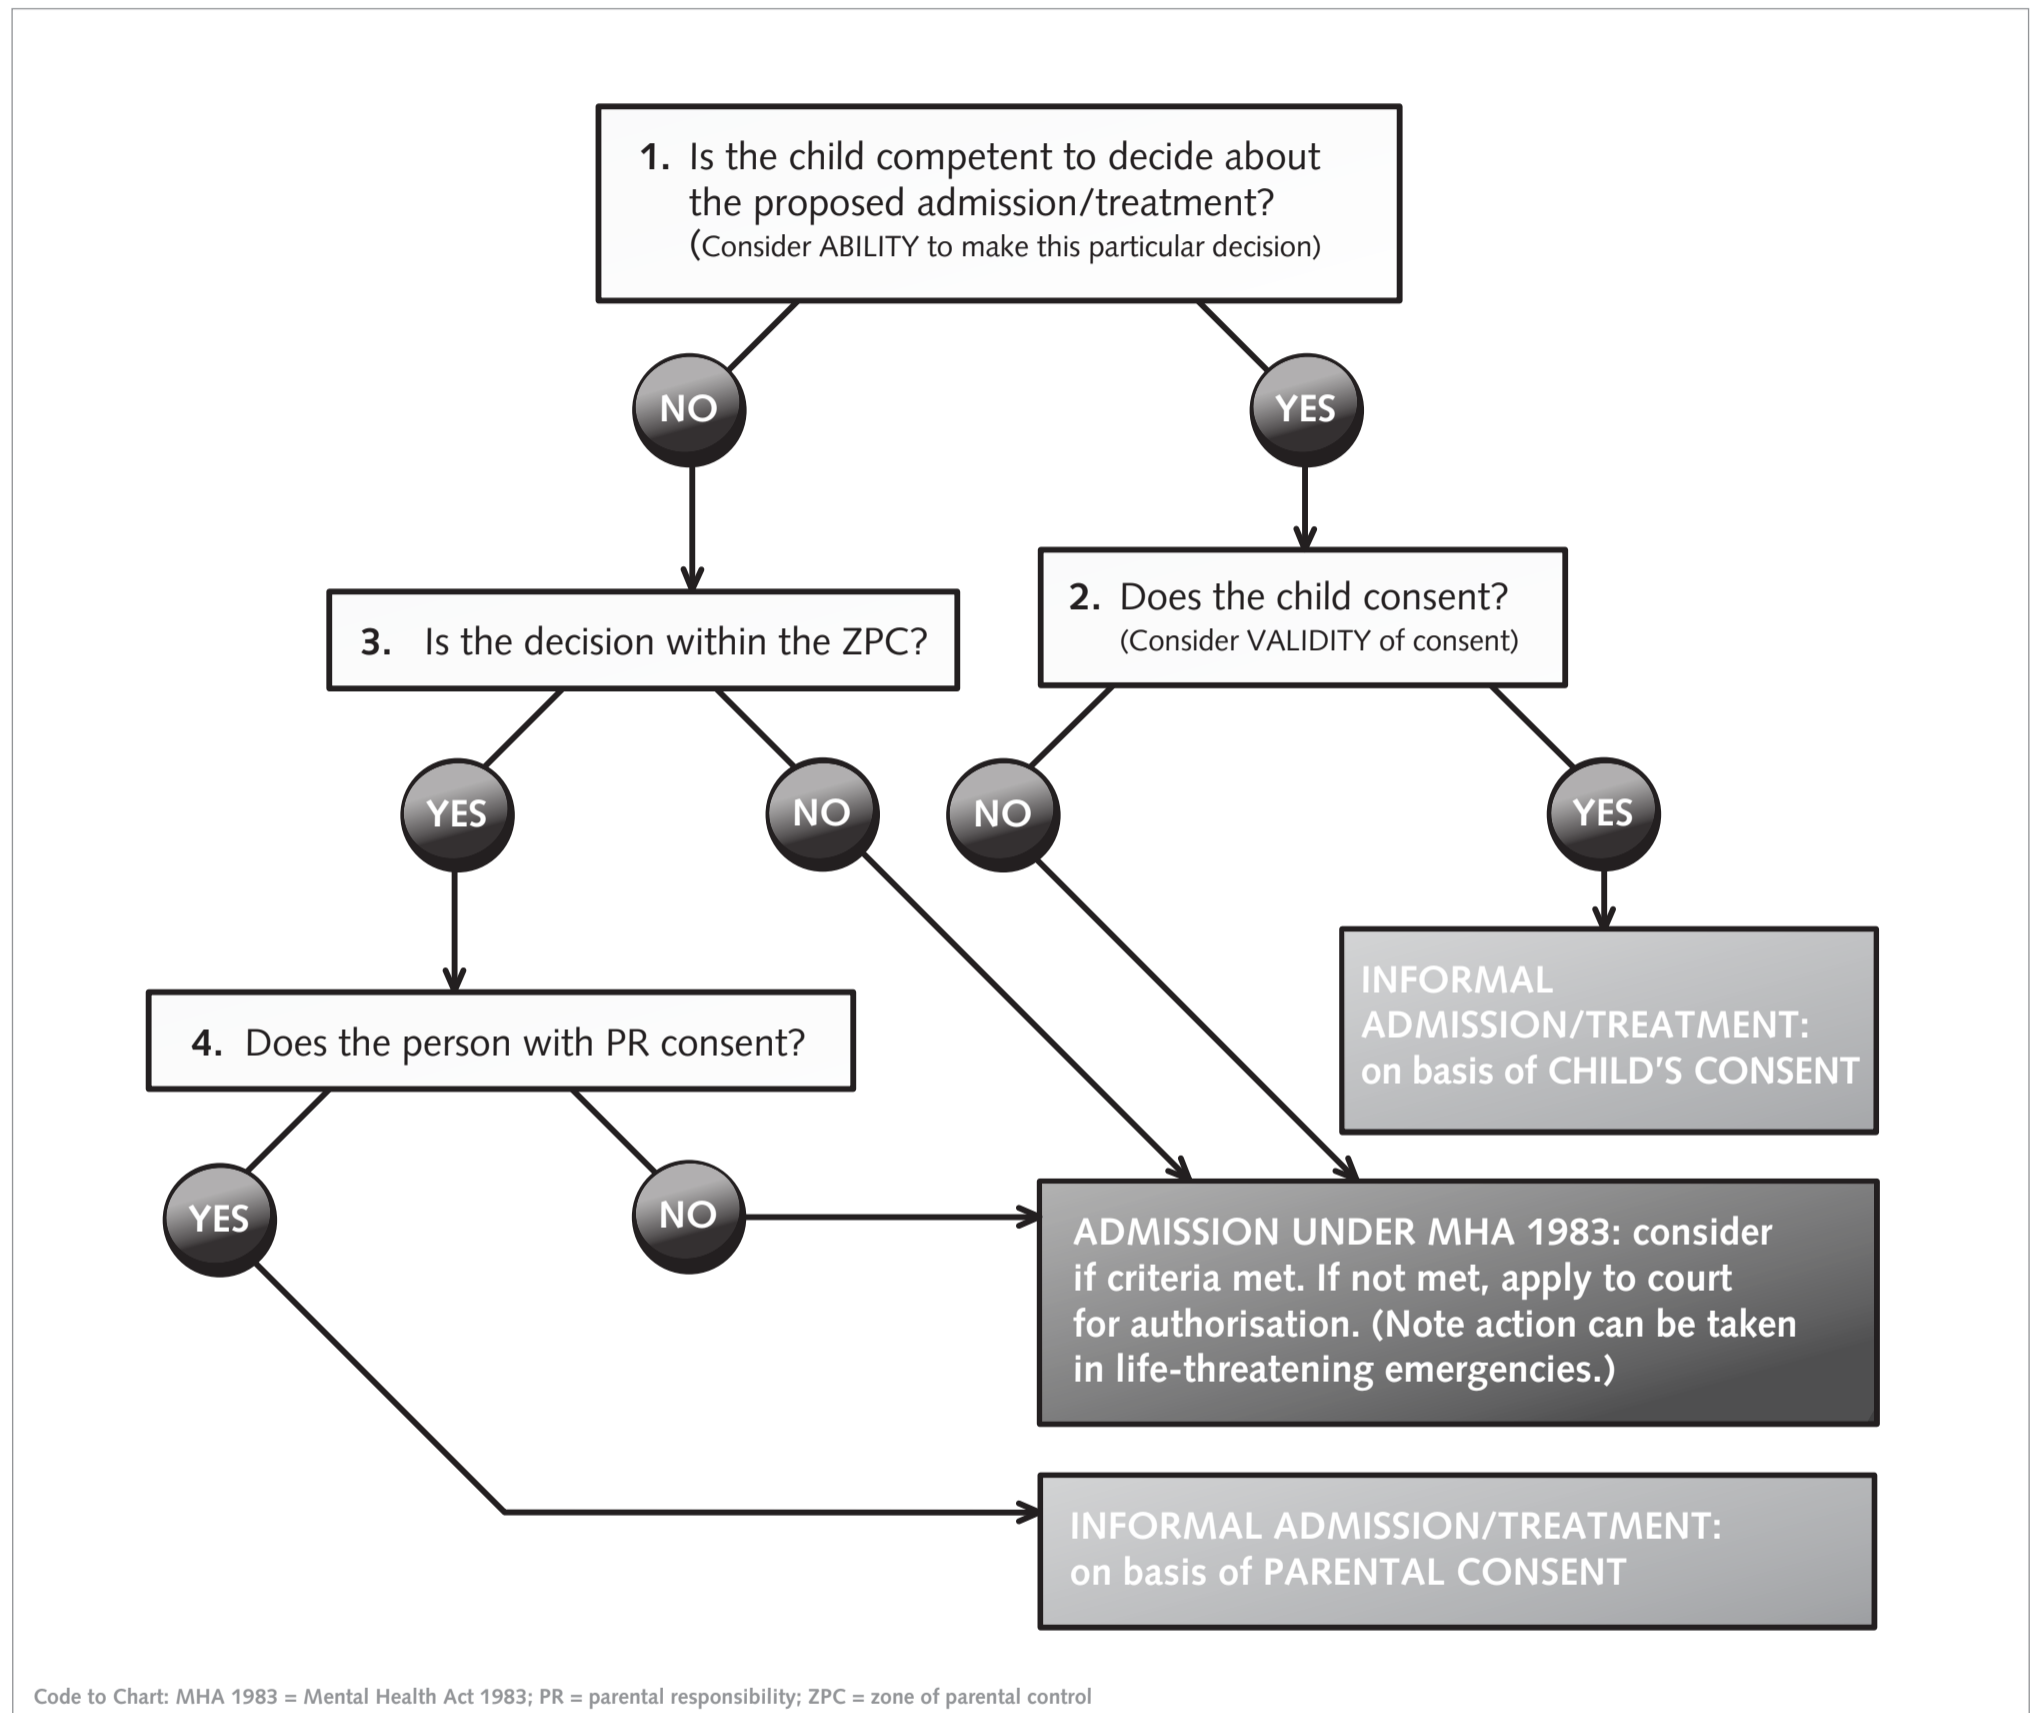 1. Is the child competent to decide about
the proposed admission/treatment?
(Consider ABILITY to make this particular decision)
NO
YES
3. Is the decision within the ZPC?
2. Does the child consent?
(Consider VALIDITY of consent)
YES
NO
NO
YES
INFORMAL
ADMISSION/TREATMENT:
on basis of CHILD'S CONSENT
4. Does the person with PR consent?
YES
NO
ADMISSION UNDER MHA 1983: consider
if criteria met. If not met, apply to court
for authorisation. (Note action can be taken
in life-threatening emergencies.)
INFORMAL ADMISSION/TREATMENT:
on basis of PARENTAL CONSENT
Code to Chart: MHA 1983 = Mental Health Act 1983; PR = parental responsibility; ZPC = zone of parental control